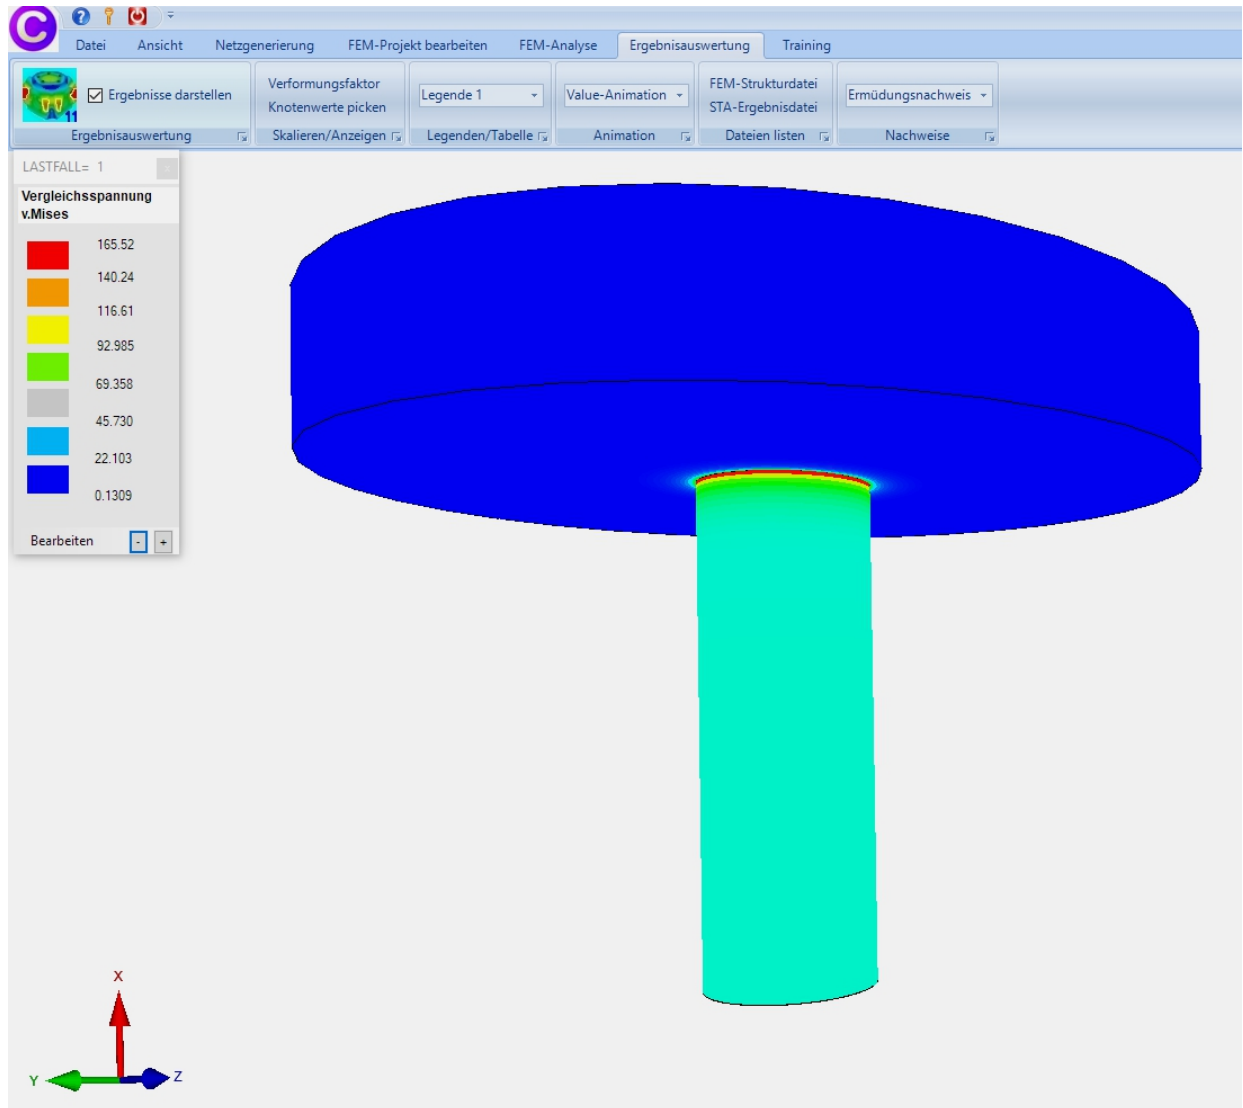 C
?
Datei Ansicht Netzgenerierung FEM-Projekt bearbeiten FEM-Analyse Ergebnisauswertung Training
11
Ergebnisse darstellen
Verformungsfaktor
Knotenwerte picken
Legende 1
Value-Animation
FEM-Strukturdatei
STA-Ergebnisdatei
Ermüdungsnachweis
Ergebnisauswertung Skalieren/Anzeigen Legenden/Tabelle Animation Dateien listen Nachweise
LASTFALL= 1
Vergleichsspannung
v.Mises
165.52
140.24
116.61
92.985
69.358
45.730
22.103
0.1309
Bearbeiten - +
X
Y Z